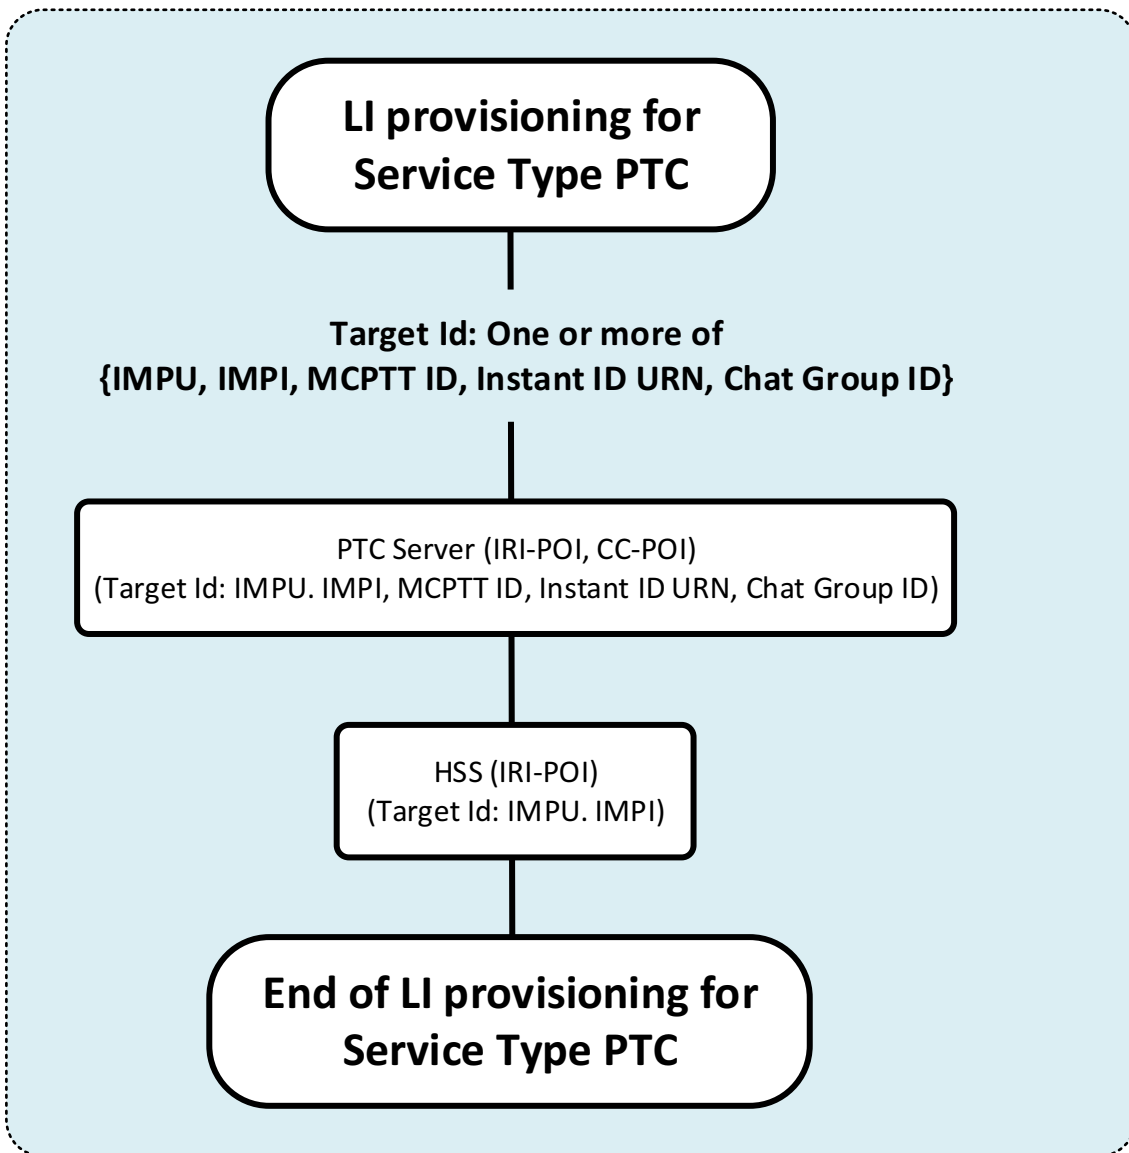 LI provisioning for
Service Type PTC
Target Id: One or more of
{IMPU, IMPI, MCPTT ID, Instant ID URN, Chat Group ID}
PTC Server (IRI-POI, CC-POI)
(Target Id: IMPU. IMPI, MCPTT ID, Instant ID URN, Chat Group ID)
HSS (IRI-POI)
(Target Id: IMPU. IMPI)
End of LI provisioning for
Service Type PTC